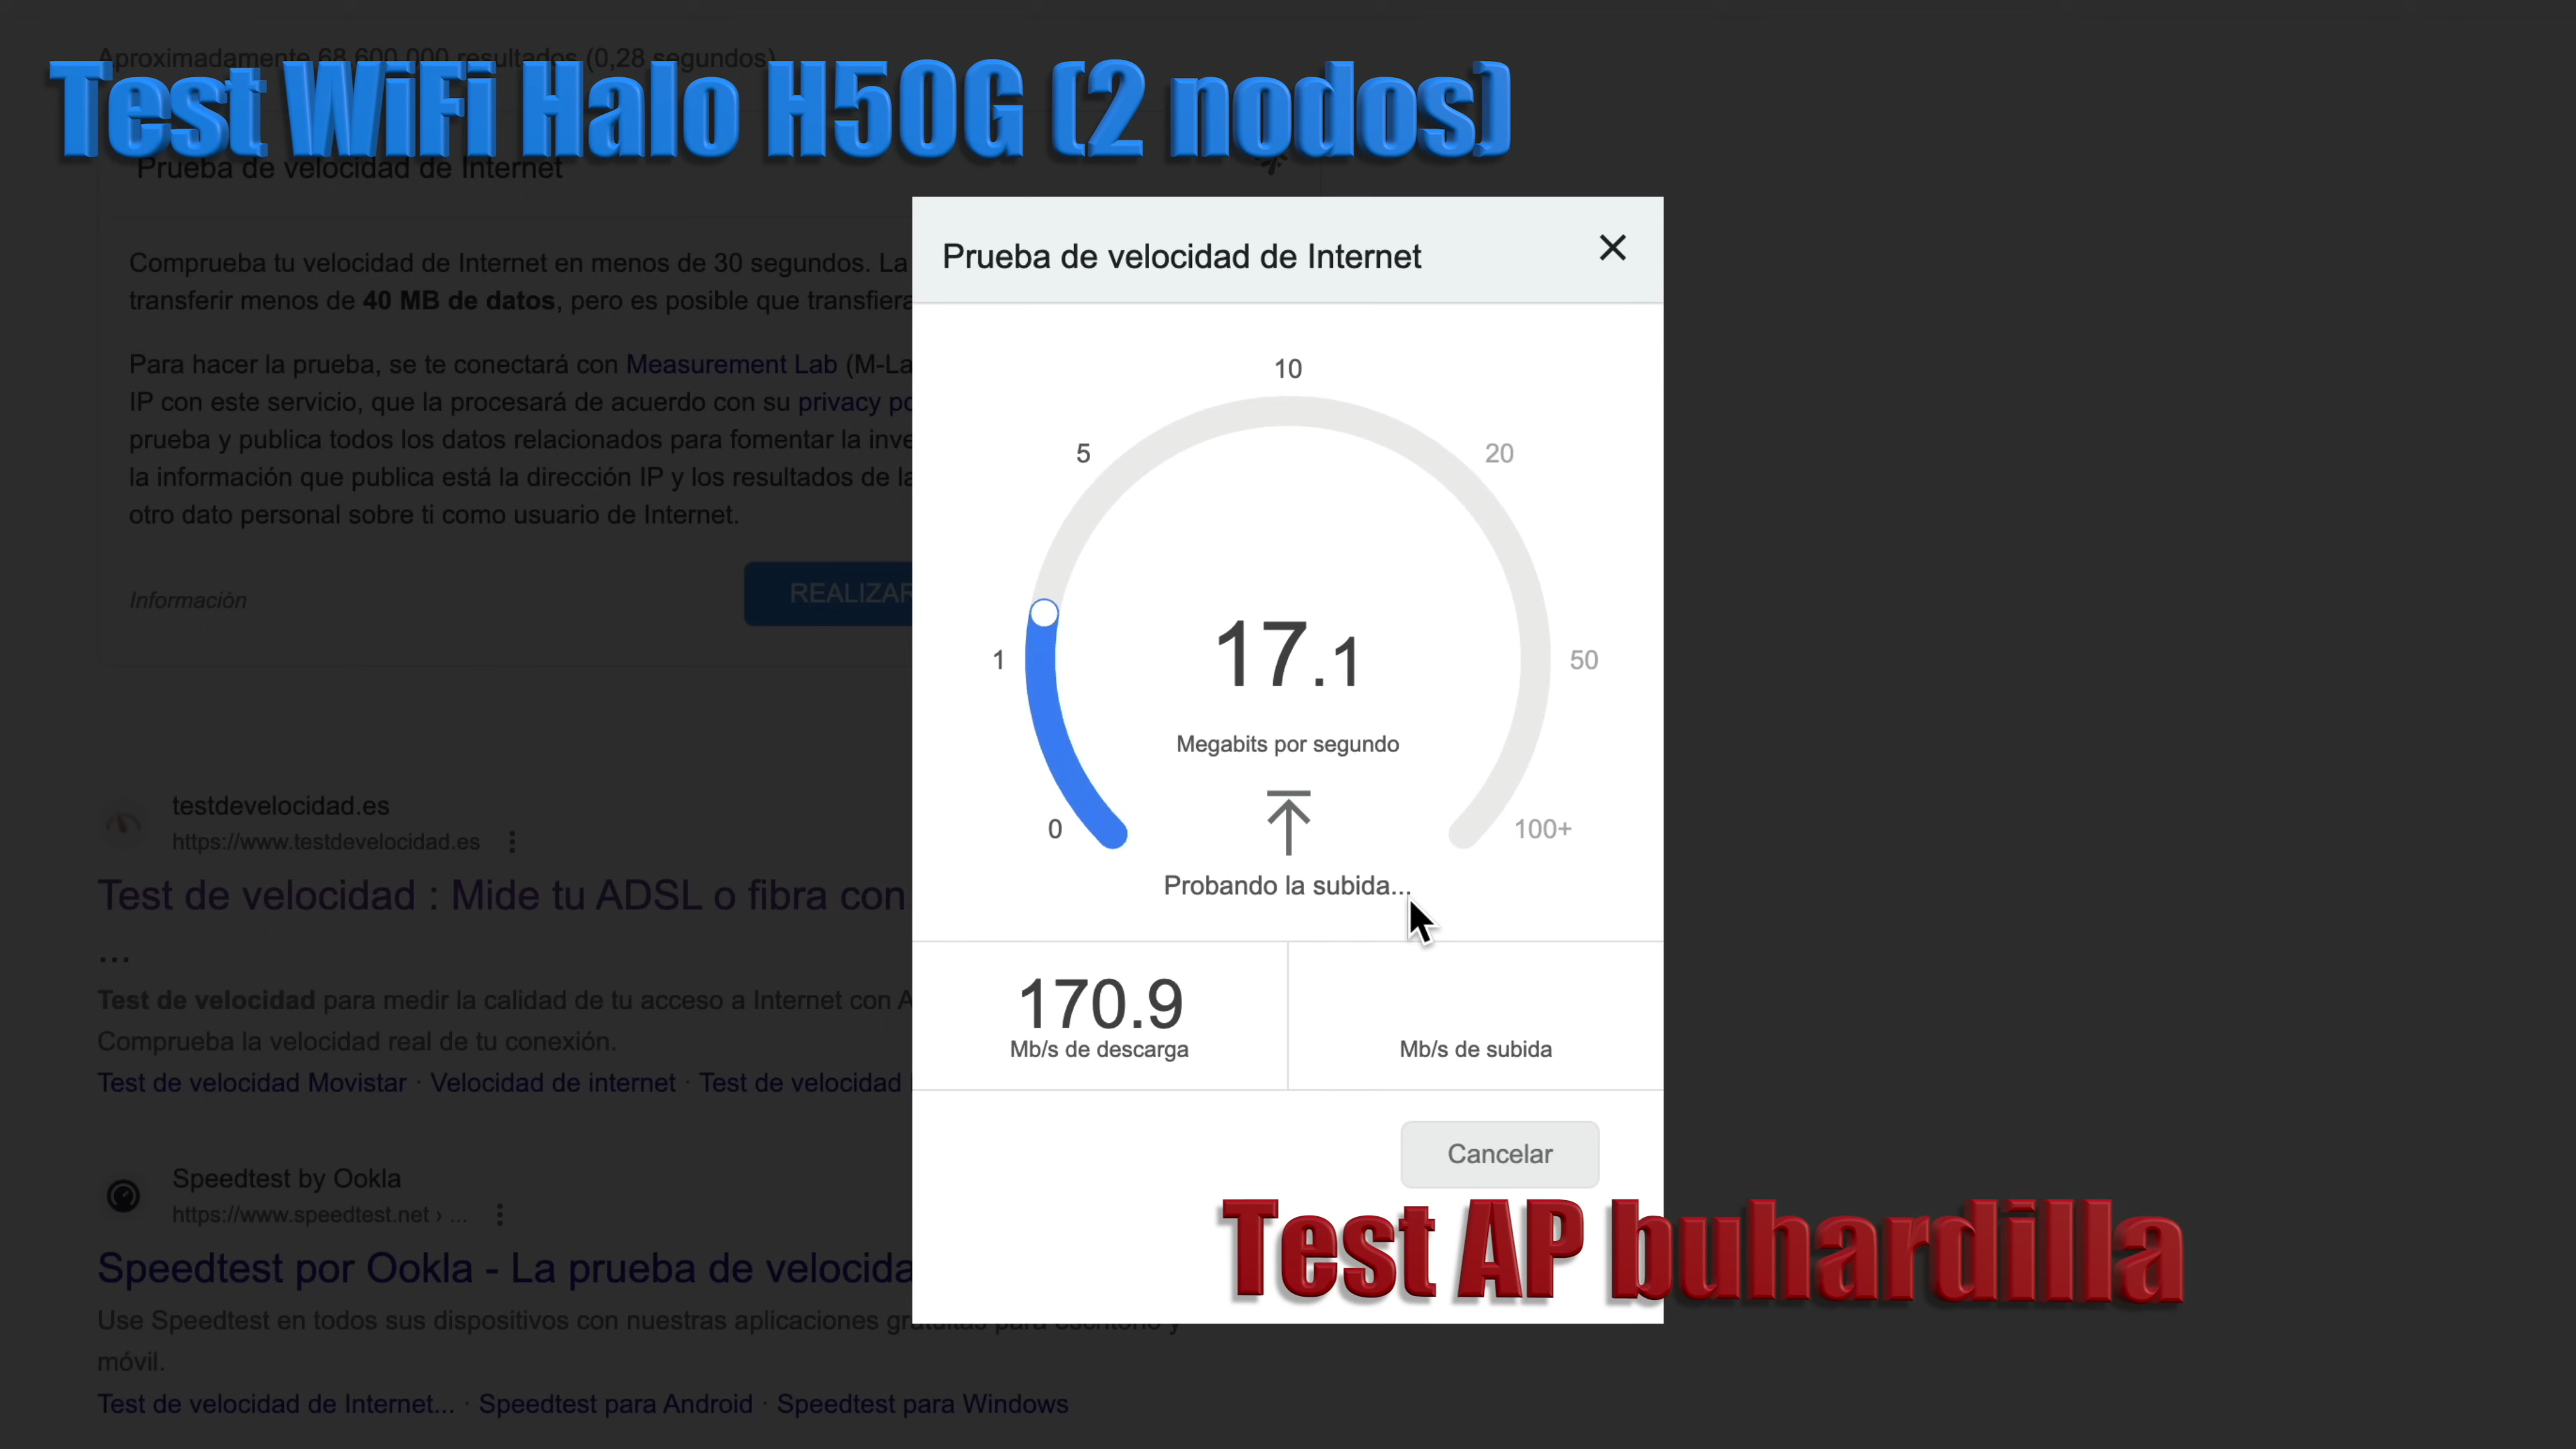 Aproximadamente 68.600.000 resultados (0,28 segundos)
Test WiFi Halo H50G (2 nodos)
Prueba de velocidad de Internet
Comprueba tu velocidad de Internet en menos de 30 segundos. La
transferir menos de 40 MB de datos, pero es posible que transfiera
Para hacer la prueba, se te conectará con Measurement Lab (M-La
IP con este servicio, que la procesará de acuerdo con su privacy po
prueba y publica todos los datos relacionados para fomentar la inve
la información que publica está la dirección IP y los resultados de la
otro dato personal sobre ti como usuario de Internet.
Información
REALIZAR
Prueba de velocidad de Internet
10
5
20
1
50
0
100+
17.1
Megabits por segundo
Probando la subida...
170.9
Mb/s de descarga
Mb/s de subida
Cancelar
testdevelocidad.es
https://www.testdevelocidad.es
Test de velocidad : Mide tu ADSL o fibra con
...
Test de velocidad para medir la calidad de tu acceso a Internet con A
Comprueba la velocidad real de tu conexión.
Test de velocidad Movistar · Velocidad de internet · Test de velocidad
Speedtest by Ookla
https://www.speedtest.net › ...
Speedtest por Ookla - La prueba de velocida
Use Speedtest en todos sus dispositivos con nuestras aplicaciones gratuitas para escritorio y
móvil.
Test de velocidad de Internet... · Speedtest para Android · Speedtest para Windows
Test AP buhardilla